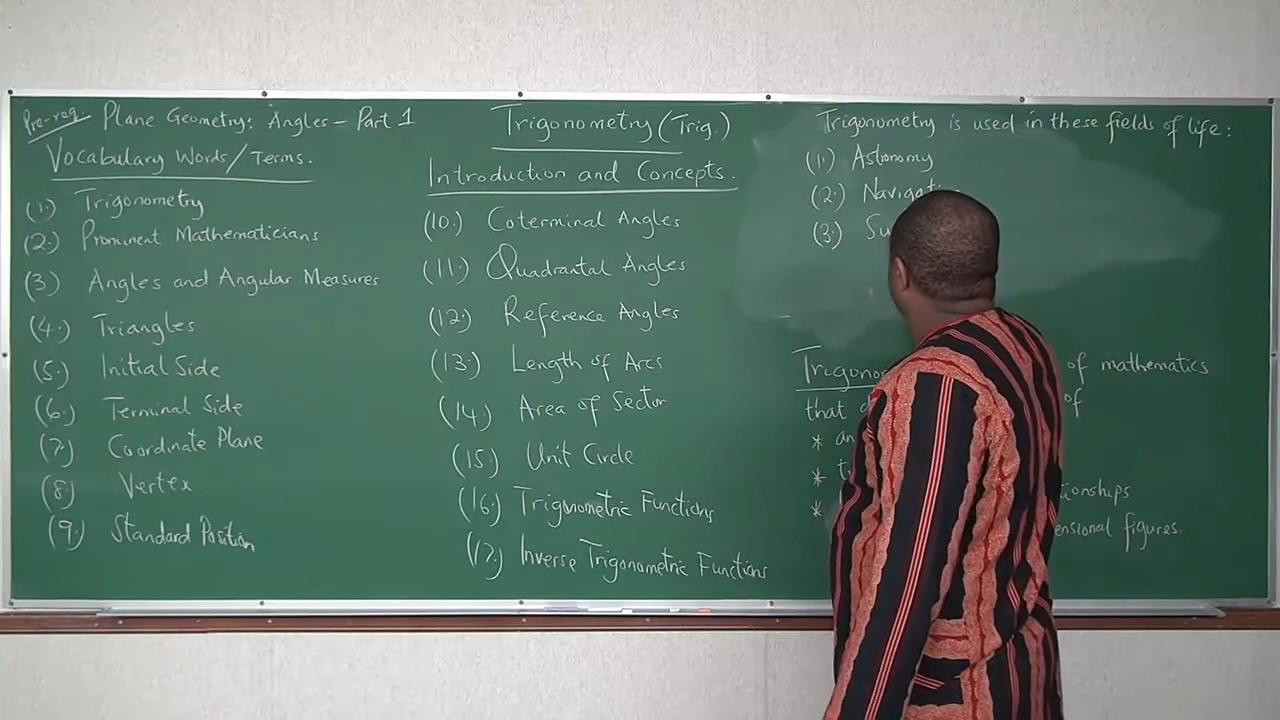 Pre-req Plane Geometry: Angles – Part 1
Vocabulary Words/Terms.
(1.) Trigonometry
(2.) Prominent Mathematicians
(3.) Angles and Angular Measures
(4.) Triangles
(5.) Initial Side
(6.) Terminal Side
(7.) Coordinate Plane
(8.) Vertex
(9.) Standard Position
Trigonometry (Trig.)
Introduction and Concepts.
(10.) Coterminal Angles
(11.) Quadrantal Angles
(12.) Reference Angles
(13.) Length of Arcs
(14.) Area of Sector
(15.) Unit Circle
(16.) Trigonometric Functions
(17.) Inverse Trigonometric Functions
Trigonometry is used in these fields of life:
(1.) Astronomy
(2.)
(3.)
of mathematics
that of
*
*
*
figures.